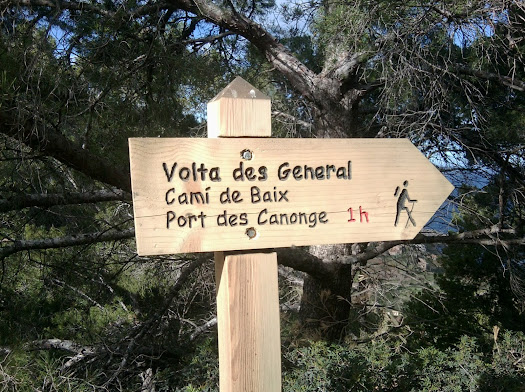 Volta des General
Camí de Baix
Port des Canonge 1h